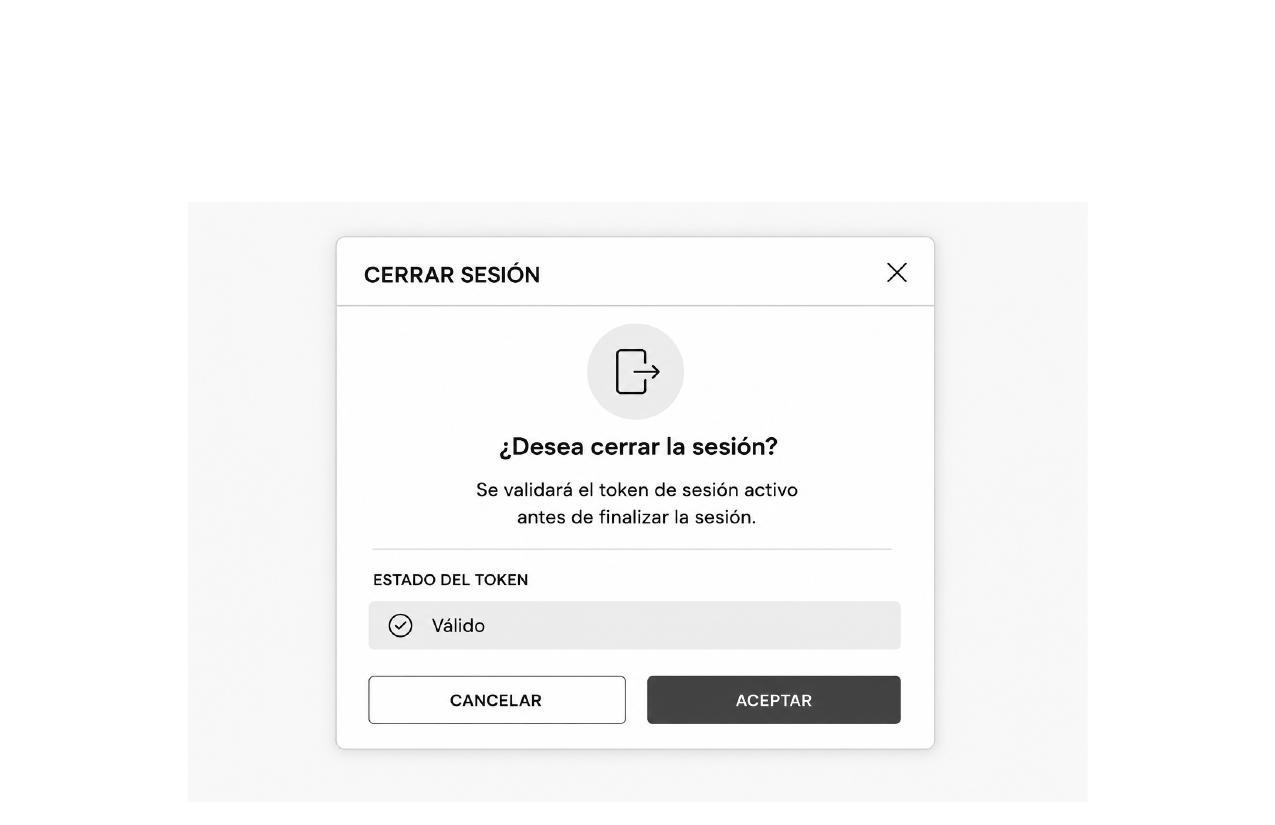 CERRAR SESIÓN
¿Desea cerrar la sesión?
Se validará el token de sesión activo
antes de finalizar la sesión.
ESTADO DEL TOKEN
Válido
CANCELAR
ACEPTAR